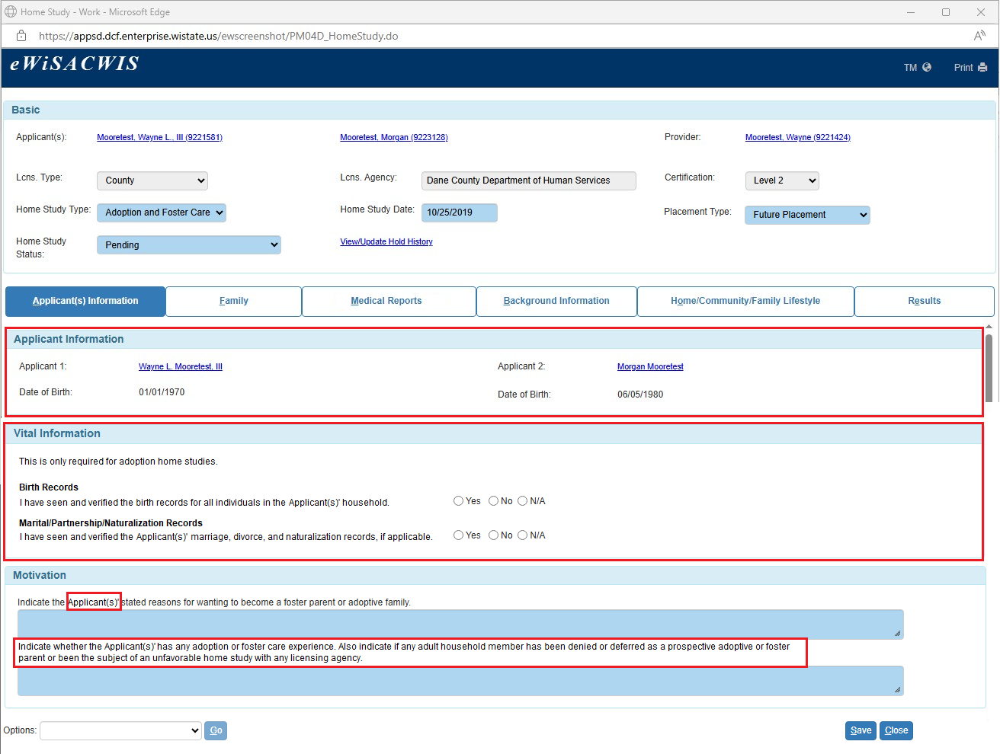 Home Study - Work - Microsoft Edge
https://appsd.dcf.enterprise.wistate.us/ewscreenshot/PM04D_HomeStudy.do
eWiSACWIS
TM
Print
Basic
Applicant(s): Mooretest, Wayne L., III (9221581) Mooretest, Morgan (9223128) Provider: Mooretest, Wayne (9221424)
Lcns. Type: County Lcns. Agency: Dane County Department of Human Services Certification: Level 2
Home Study Type: Adoption and Foster Care Home Study Date: 10/25/2019 Placement Type: Future Placement
Home Study Status: Pending View/Update Hold History
Applicant(s) Information Family Medical Reports Background Information Home/Community/Family Lifestyle Results
Applicant Information
Applicant 1: Wayne L. Mooretest, III Applicant 2: Morgan Mooretest
Date of Birth: 01/01/1970 Date of Birth: 06/05/1980
Vital Information
This is only required for adoption home studies.
Birth Records
I have seen and verified the birth records for all individuals in the Applicant(s)' household. Yes No N/A
Marital/Partnership/Naturalization Records
I have seen and verified the Applicant(s)' marriage, divorce, and naturalization records, if applicable. Yes No N/A
Motivation
Indicate the Applicant(s)' stated reasons for wanting to become a foster parent or adoptive family.
Indicate whether the Applicant(s)' has any adoption or foster care experience. Also indicate if any adult household member has been denied or deferred as a prospective adoptive or foster
parent or been the subject of an unfavorable home study with any licensing agency.
Options: Go Save Close